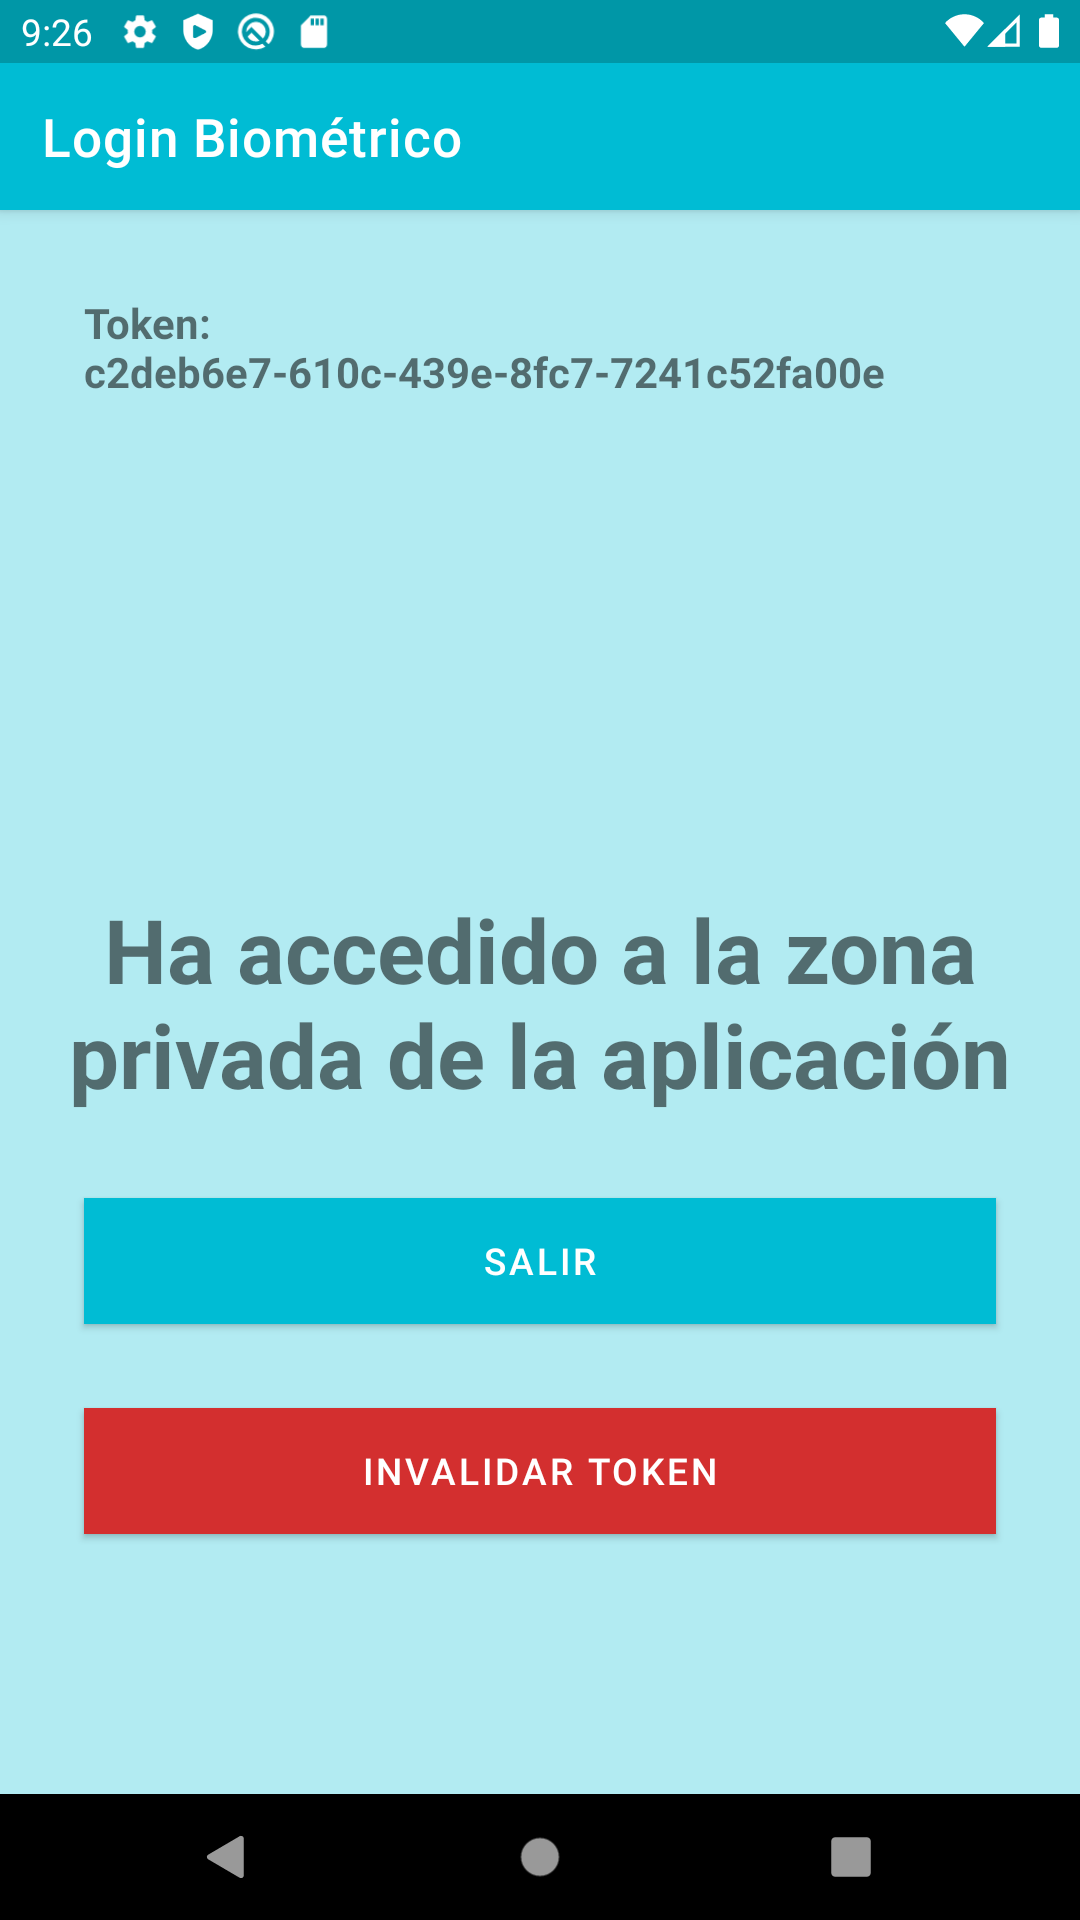 9:26
Login Biométrico
Token:
c2deb6e7-610c-439e-8fc7-7241c52fa00e
Ha accedido a la zona
privada de la aplicación
SALIR
INVALIDAR TOKEN